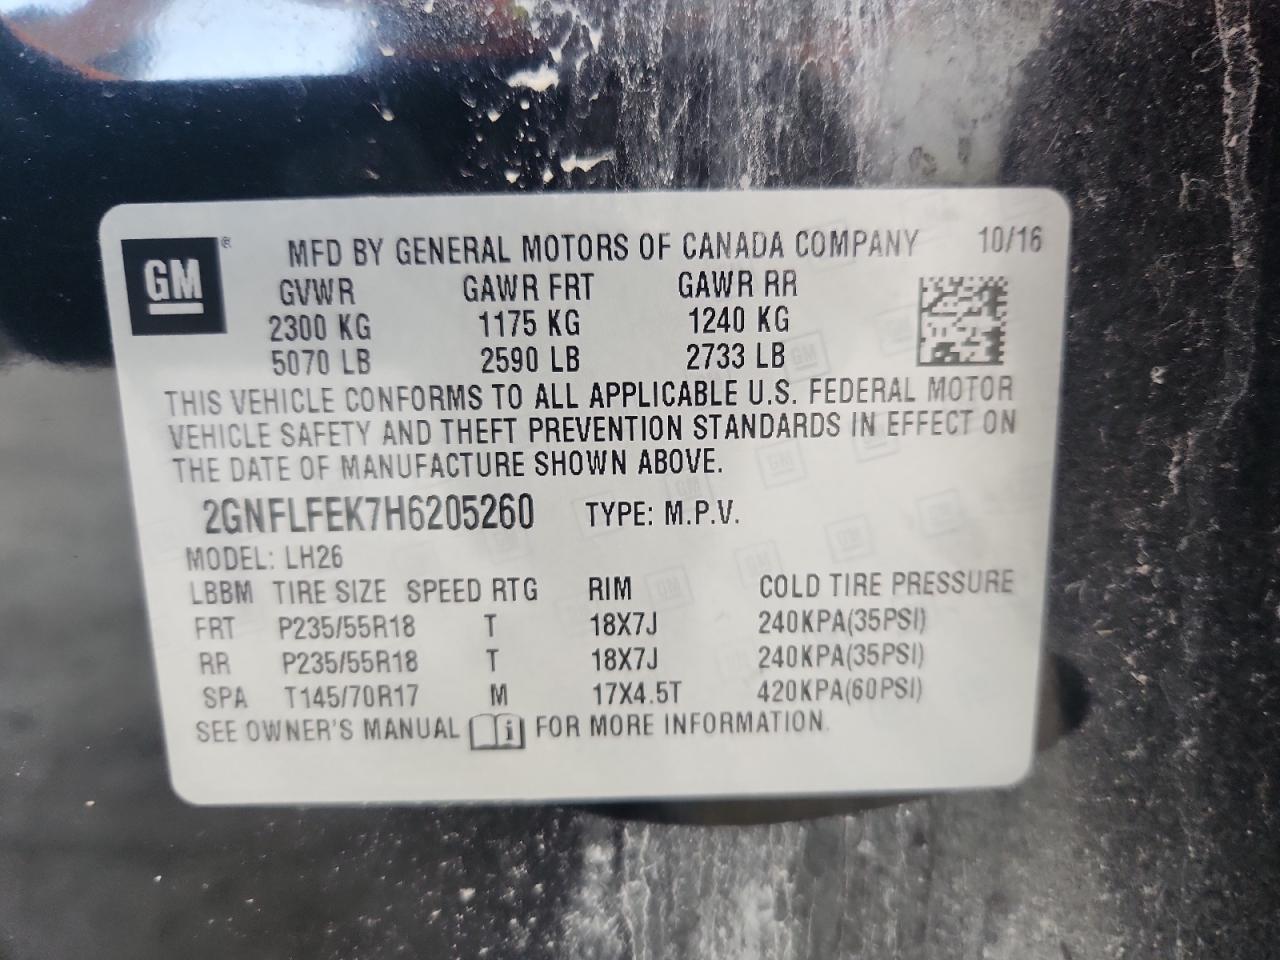 GM ® MFD BY GENERAL MOTORS OF CANADA COMPANY 10/16
GVWR GAWR FRT GAWR RR
2300 KG 1175 KG 1240 KG
5070 LB 2590 LB 2733 LB
THIS VEHICLE CONFORMS TO ALL APPLICABLE U.S. FEDERAL MOTOR
VEHICLE SAFETY AND THEFT PREVENTION STANDARDS IN EFFECT ON
THE DATE OF MANUFACTURE SHOWN ABOVE.
2GNFLFEK7H6205260 TYPE: M.P.V.
MODEL: LH26
LBBM TIRE SIZE SPEED RTG RIM COLD TIRE PRESSURE
FRT P235/55R18 T 18X7J 240KPA(35PSI)
RR P235/55R18 T 18X7J 240KPA(35PSI)
SPA T145/70R17 M 17X4.5T 420KPA(60PSI)
SEE OWNER'S MANUAL i FOR MORE INFORMATION.